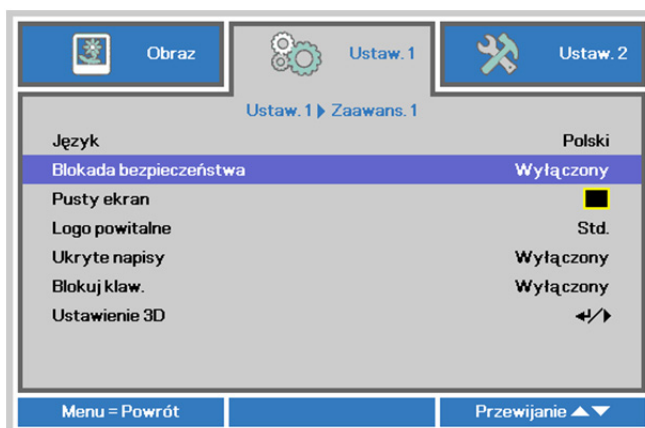 Obraz
Ustaw. 1
Ustaw. 2
Ustaw. 1 ▶ Zaawans. 1
Język Polski
Blokada bezpieczeństwa Wyłączony
Pusty ekran
Logo powitalne Std.
Ukryte napisy Wyłączony
Blokuj klaw. Wyłączony
Ustawienie 3D ↵/▶
Menu = Powrót Przewijanie ▲▼